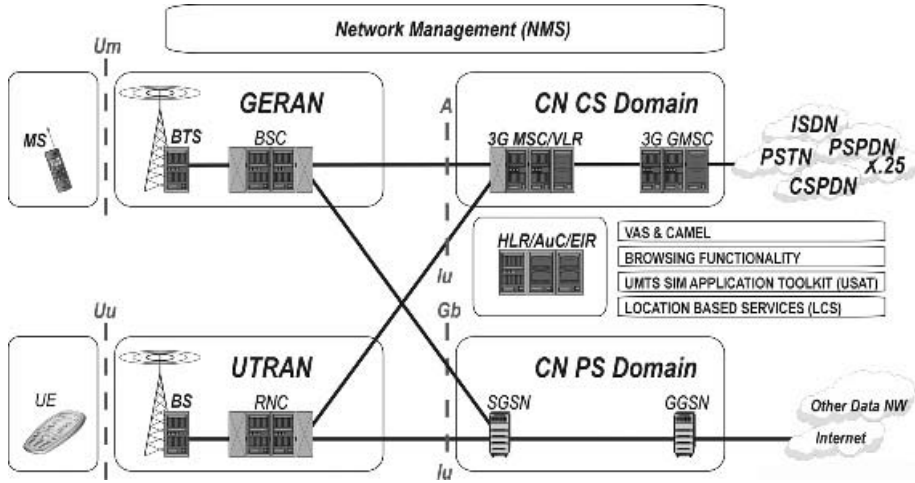 Network Management (NMS)
Um
GERAN
CN CS Domain
A
MS
BTS
BSC
3G MSC/VLR
3G GMSC
ISDN
PSPDN
PSTN
X.25
CSPDN
HLR/AuC/EIR
VAS & CAMEL
BROWSING FUNCTIONALITY
UMTS SIM APPLICATION TOOLKIT (USAT)
LOCATION BASED SERVICES (LCS)
Iu
Uu
Gb
UTRAN
CN PS Domain
UE
BS
RNC
SGSN
GGSN
Other Data NW
Internet
Iu